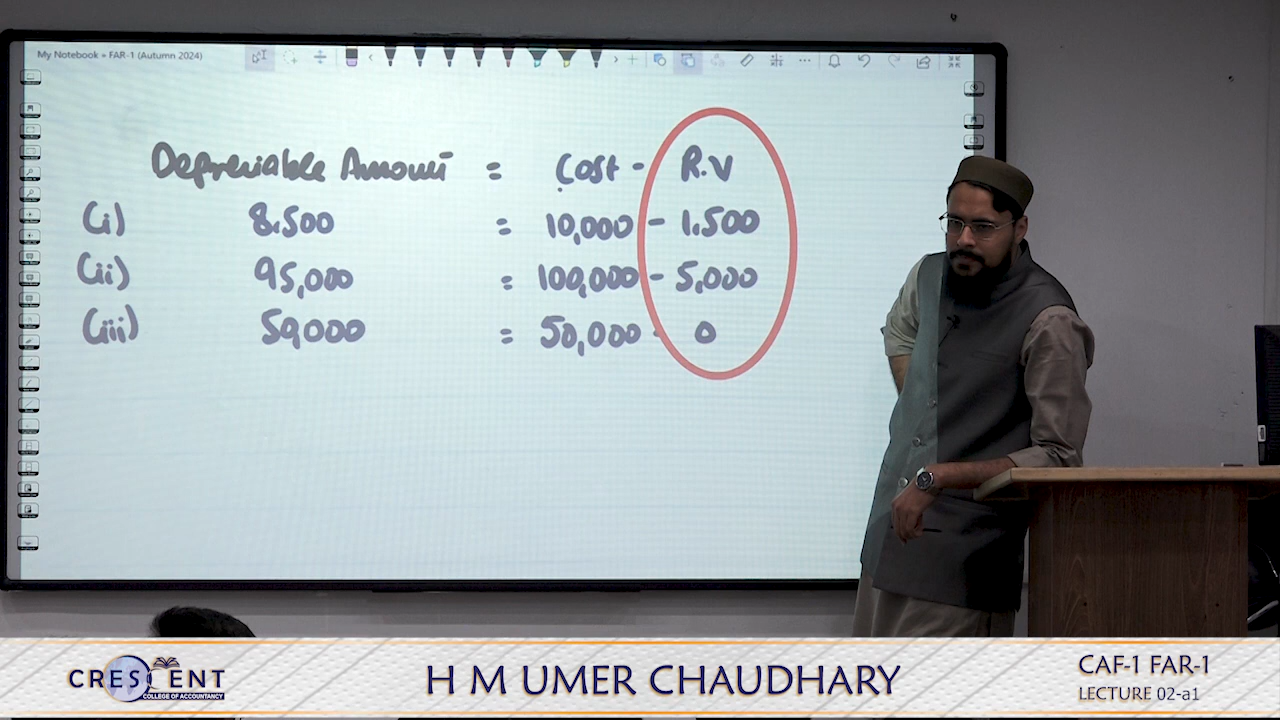 My Notebook » FAR-1 (Autumn 2024)
Depreciable Amount = Cost - R.V
(i) 8,500 = 10,000 - 1,500
(ii) 95,000 = 100,000 - 5,000
(iii) 50,000 = 50,000 - 0
CRESCENT
COLLEGE OF ACCOUNTANCY
H M UMER CHAUDHARY
CAF-1 FAR-1
LECTURE 02-a1